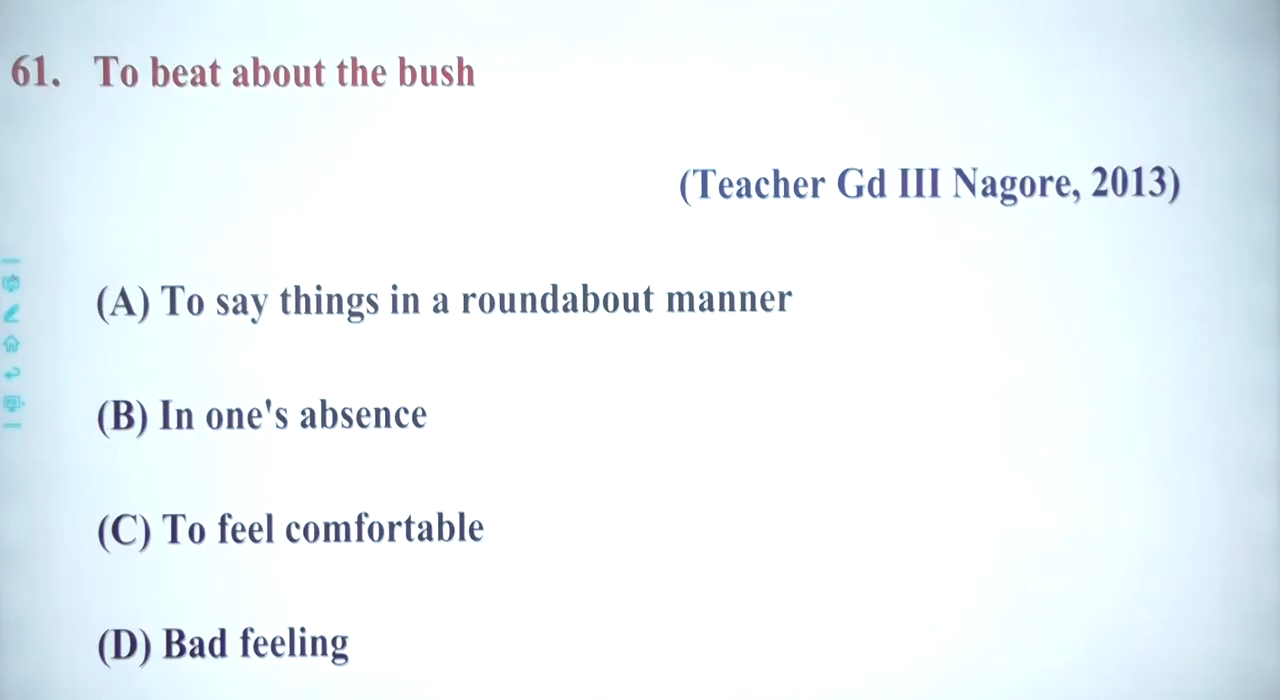 61. To beat about the bush
(Teacher Gd III Nagore, 2013)
(A) To say things in a roundabout manner
(B) In one's absence
(C) To feel comfortable
(D) Bad feeling